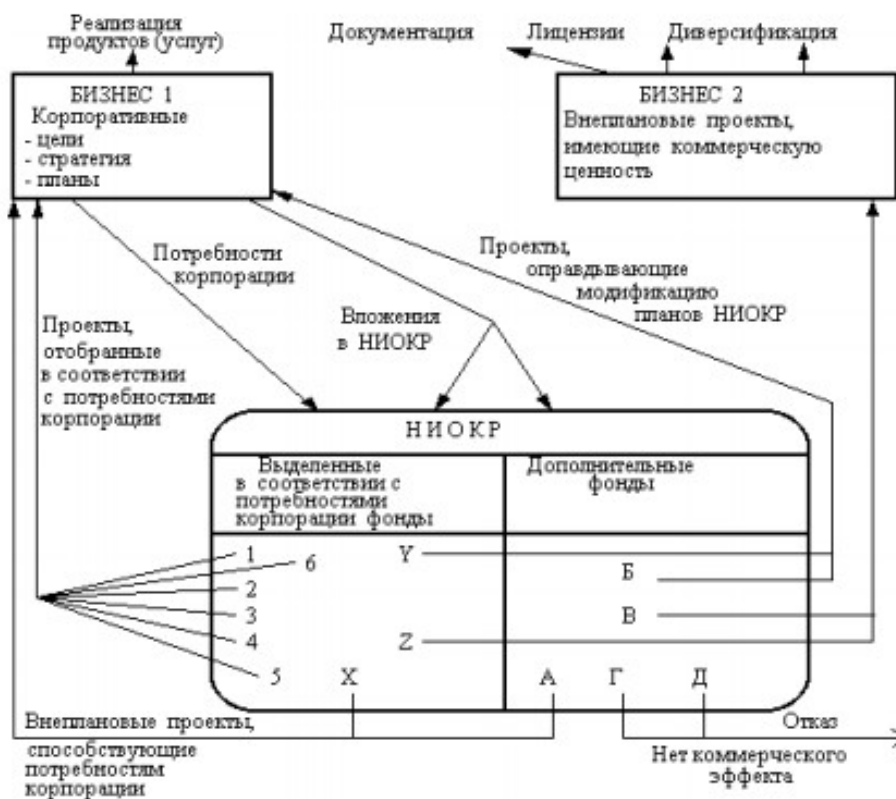 Реализация
продуктов (услуг)
Документация
Лицензии
Диверсификация
БИЗНЕС 1
Корпоративные
- цели
- стратегия
- планы
БИЗНЕС 2
Внеплановые проекты,
имеющие коммерческую
ценность
Потребности
корпорации
Проекты,
оправдывающие
модификацию
планов НИОКР
Вложения
в НИОКР
Проекты,
отобранные
в соответствии
с потребностями
корпорации
НИОКР
Выделенные
в соответствии с
потребностями
корпорации фонды
Дополнительные
фонды
1
6
Y
2
Б
3
В
4
Z
5
X
А
Г
Д
Внеплановые проекты,
способствующие
потребностям
корпорации
Отказ
Нет коммерческого
эффекта